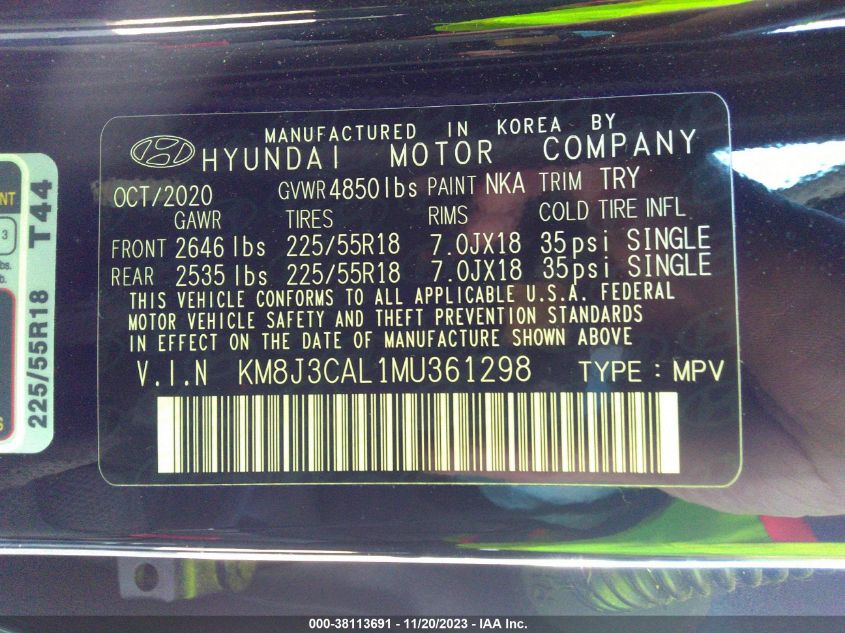 MANUFACTURED IN KOREA BY
HYUNDAI MOTOR COMPANY
OCT/2020 GVWR 4850 lbs PAINT NKA TRIM TRY
GAWR TIRES RIMS COLD TIRE INFL
FRONT 2646 lbs 225/55R18 7.0JX18 35psi SINGLE
REAR 2535 lbs 225/55R18 7.0JX18 35psi SINGLE
THIS VEHICLE CONFORMS TO ALL APPLICABLE U.S.A. FEDERAL
MOTOR VEHICLE SAFETY AND THEFT PREVENTION STANDARDS
IN EFFECT ON THE DATE OF MANUFACTURE SHOWN ABOVE
V.I.N KM8J3CAL1MU361298 TYPE : MPV
225/55R18 T44
000-38113691 - 11/20/2023 - IAA Inc.